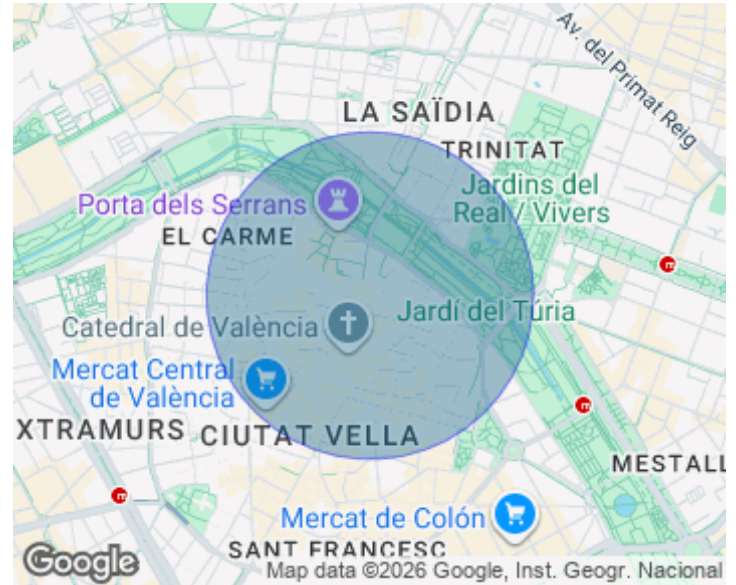 Av. del Primat Reig
LA SAÏDIA
TRINITAT
Porta dels Serrans
Jardins del
Real / Vivers
EL CARME
Catedral de València
Jardí del Túria
Mercat Central
de València
XTRAMURS
CIUTAT VELLA
MESTALL
Mercat de Colón
SANT FRANCESC
Google
Map data ©2026 Google, Inst. Geogr. Nacional